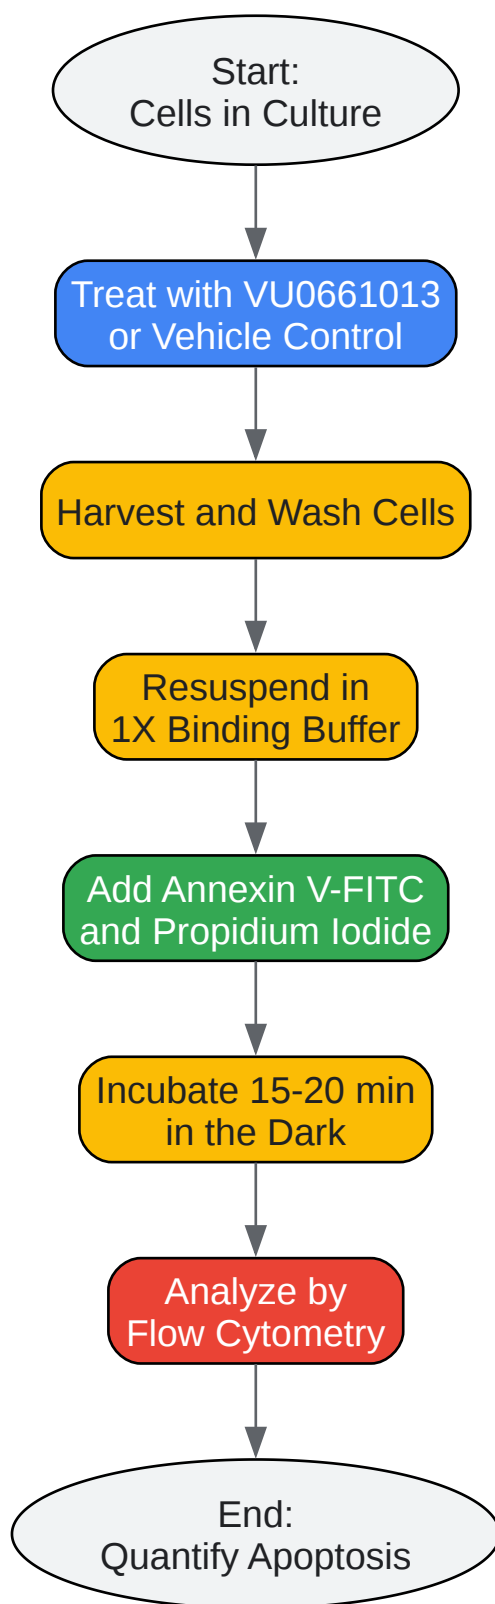 Start:
Cells in Culture
Treat with VU0661013
or Vehicle Control
Harvest and Wash Cells
Resuspend in
1X Binding Buffer
Add Annexin V-FITC
and Propidium Iodide
Incubate 15-20 min
in the Dark
Analyze by
Flow Cytometry
End:
Quantify Apoptosis